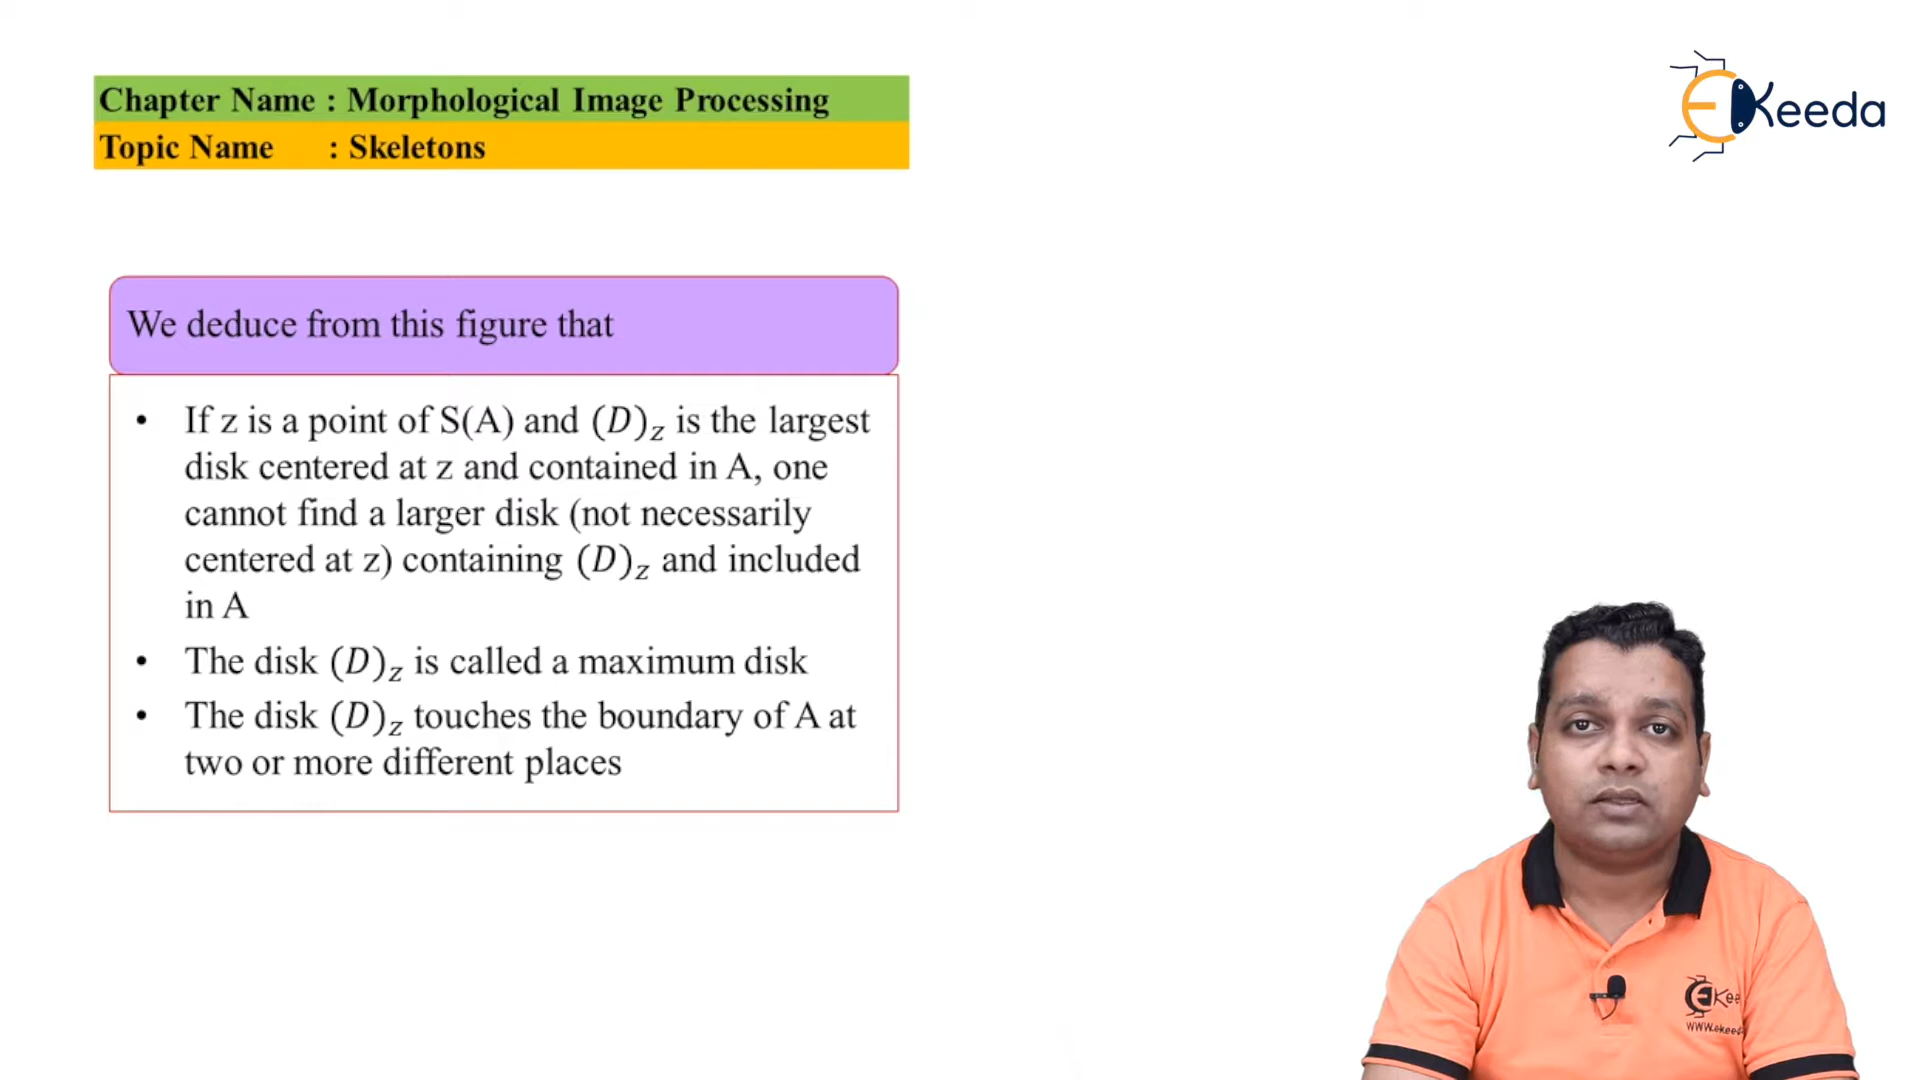 Chapter Name : Morphological Image Processing
Topic Name : Skeletons
EKeeda
We deduce from this figure that
• If z is a point of S(A) and (D)z is the largest
disk centered at z and contained in A, one
cannot find a larger disk (not necessarily
centered at z) containing (D)z and included
in A
• The disk (D)z is called a maximum disk
• The disk (D)z touches the boundary of A at
two or more different places